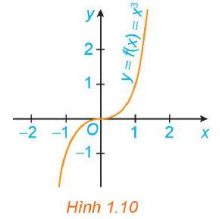 y
y = f(x) = x³
2
1
-2 -1 O 1 2 x
-1
Hình 1.10